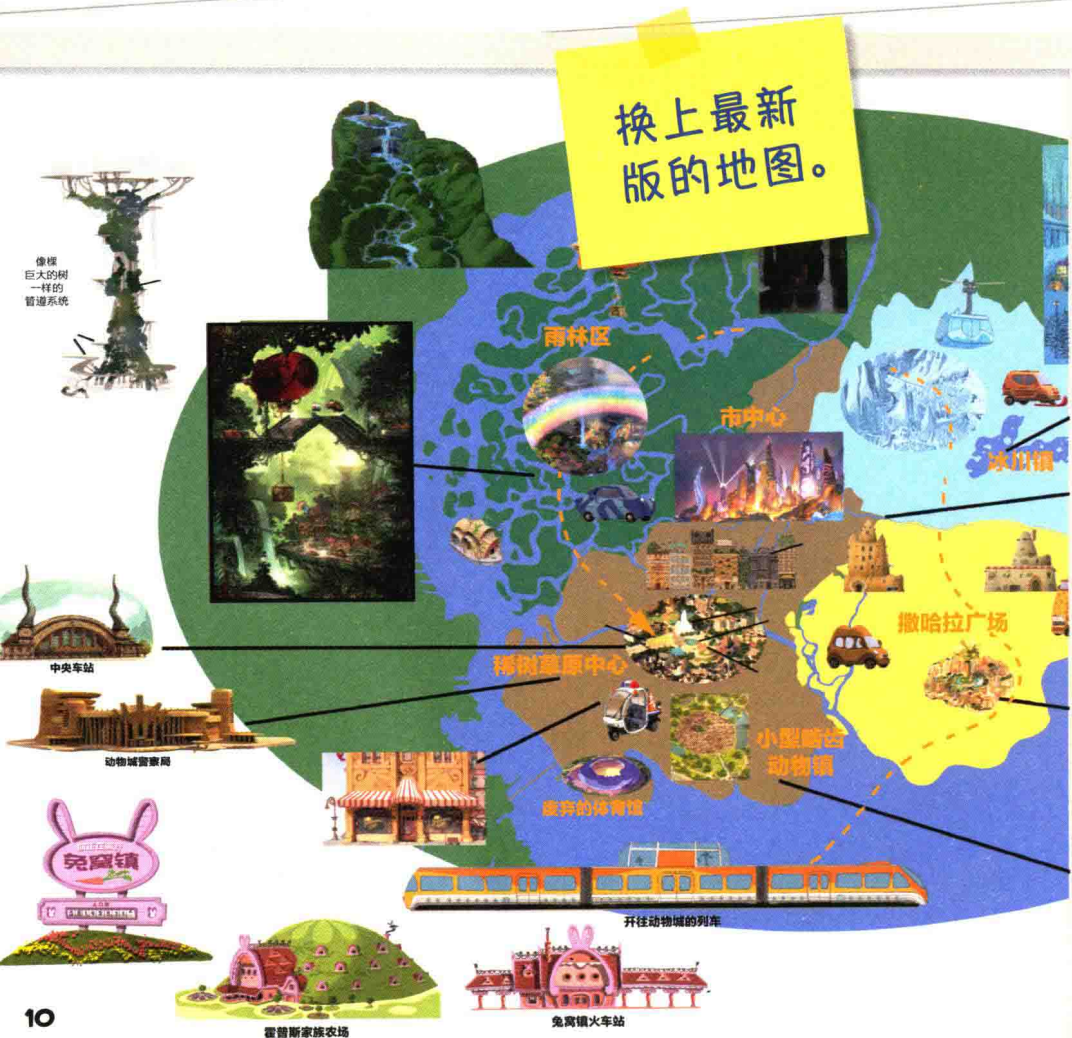 换上最新
版的地图。
像棵
巨大的树
一样的
管道系统
雨林区
市中心
冰川镇
撒哈拉广场
中央车站
稀树草原中心
动物城警察局
小型啮齿
动物镇
废弃的体育馆
兔窝镇
开往动物城的列车
霍普斯家族农场
兔窝镇火车站
10